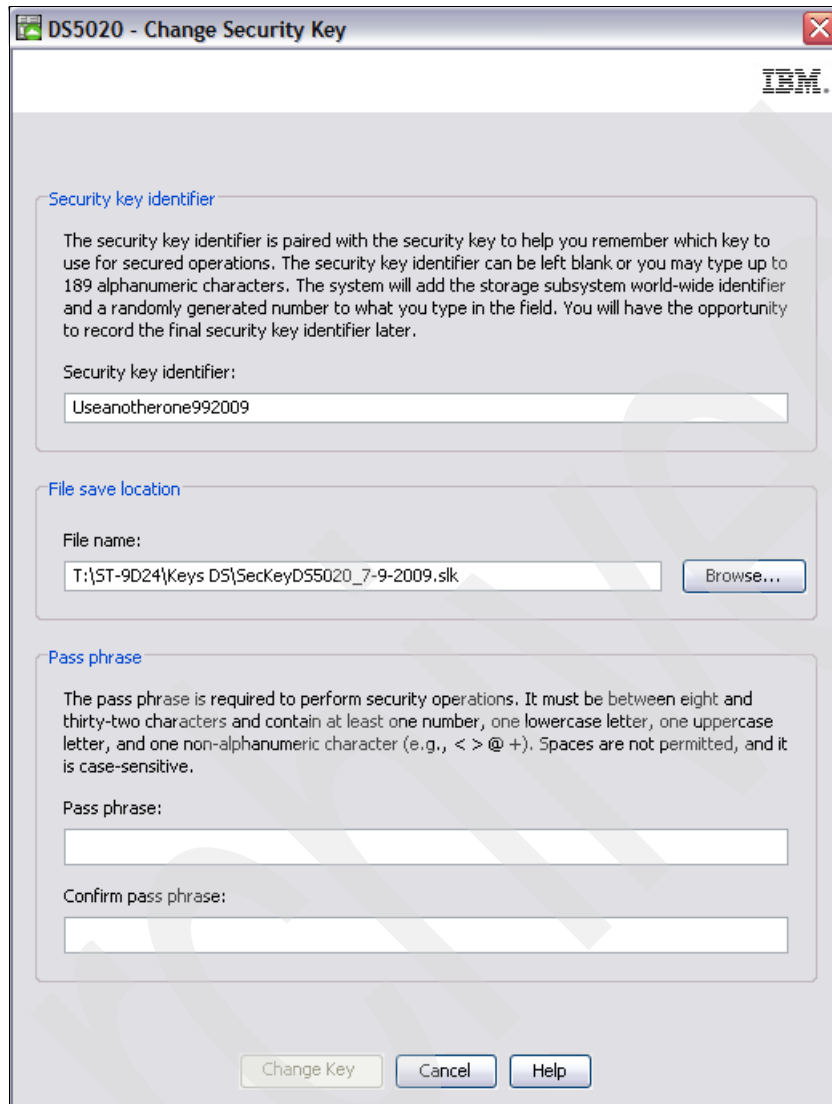 DS5020 - Change Security Key
IBM.
Security key identifier
The security key identifier is paired with the security key to help you remember which key to
use for secured operations. The security key identifier can be left blank or you may type up to
189 alphanumeric characters. The system will add the storage subsystem world-wide identifier
and a randomly generated number to what you type in the field. You will have the opportunity
to record the final security key identifier later.
Security key identifier:
Useanotherone992009
File save location
File name:
T:\ST-9D24\Keys DS\SecKeyDS5020_7-9-2009.slk
Browse...
Pass phrase
The pass phrase is required to perform security operations. It must be between eight and
thirty-two characters and contain at least one number, one lowercase letter, one uppercase
letter, and one non-alphanumeric character (e.g., < > @ +). Spaces are not permitted, and it
is case-sensitive.
Pass phrase:
Confirm pass phrase:
Change Key
Cancel
Help